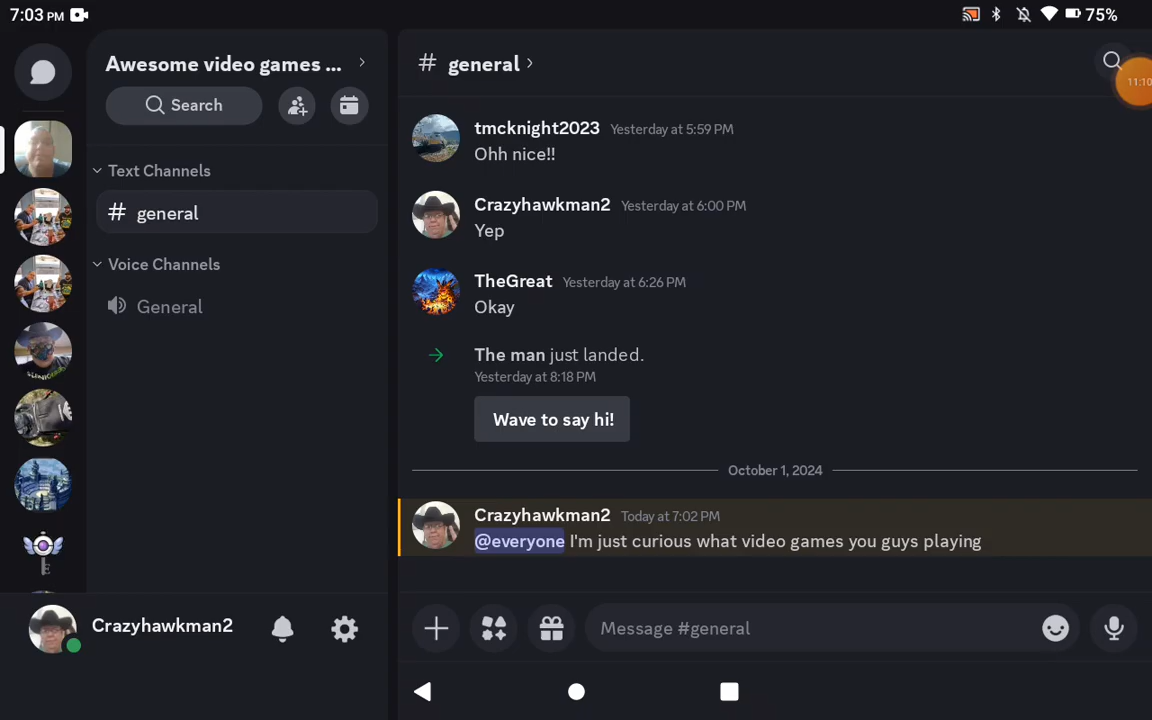 7:03 PM
75%
Awesome video games ...
Search
Text Channels
# general
Voice Channels
General
Crazyhawkman2
# general
11:10
tmcknight2023 Yesterday at 5:59 PM
Ohh nice!!
Crazyhawkman2 Yesterday at 6:00 PM
Yep
TheGreat Yesterday at 6:26 PM
Okay
The man just landed.
Yesterday at 8:18 PM
Wave to say hi!
October 1, 2024
Crazyhawkman2 Today at 7:02 PM
@everyone I'm just curious what video games you guys playing
Message #general